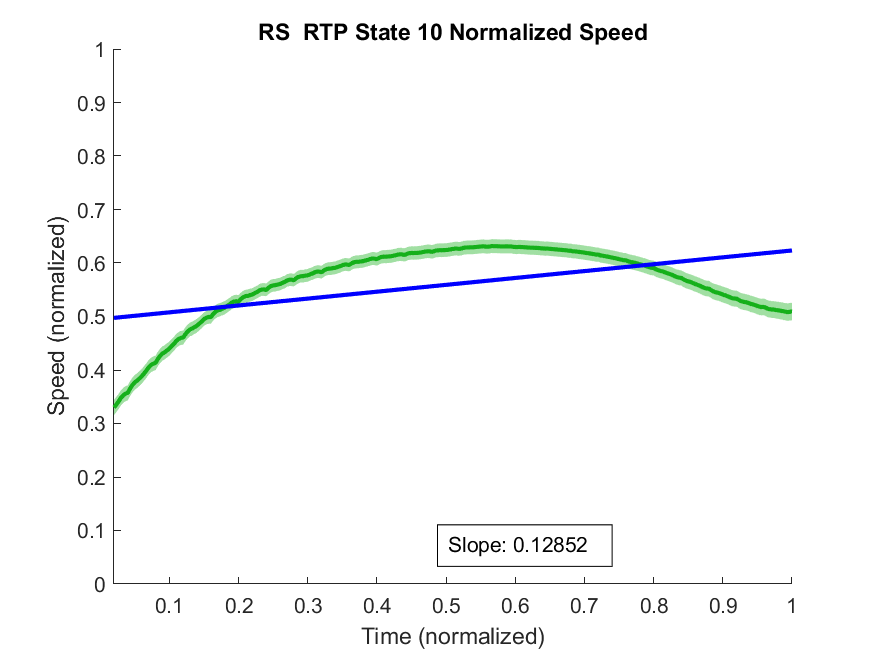 RS  RTP State 10 Normalized Speed
1
0.9
0.8
0.7
0.6
0.5
0.4
0.3
0.2
0.1
0
Speed (normalized)
Slope: 0.12852
0.1 0.2 0.3 0.4 0.5 0.6 0.7 0.8 0.9 1
Time (normalized)